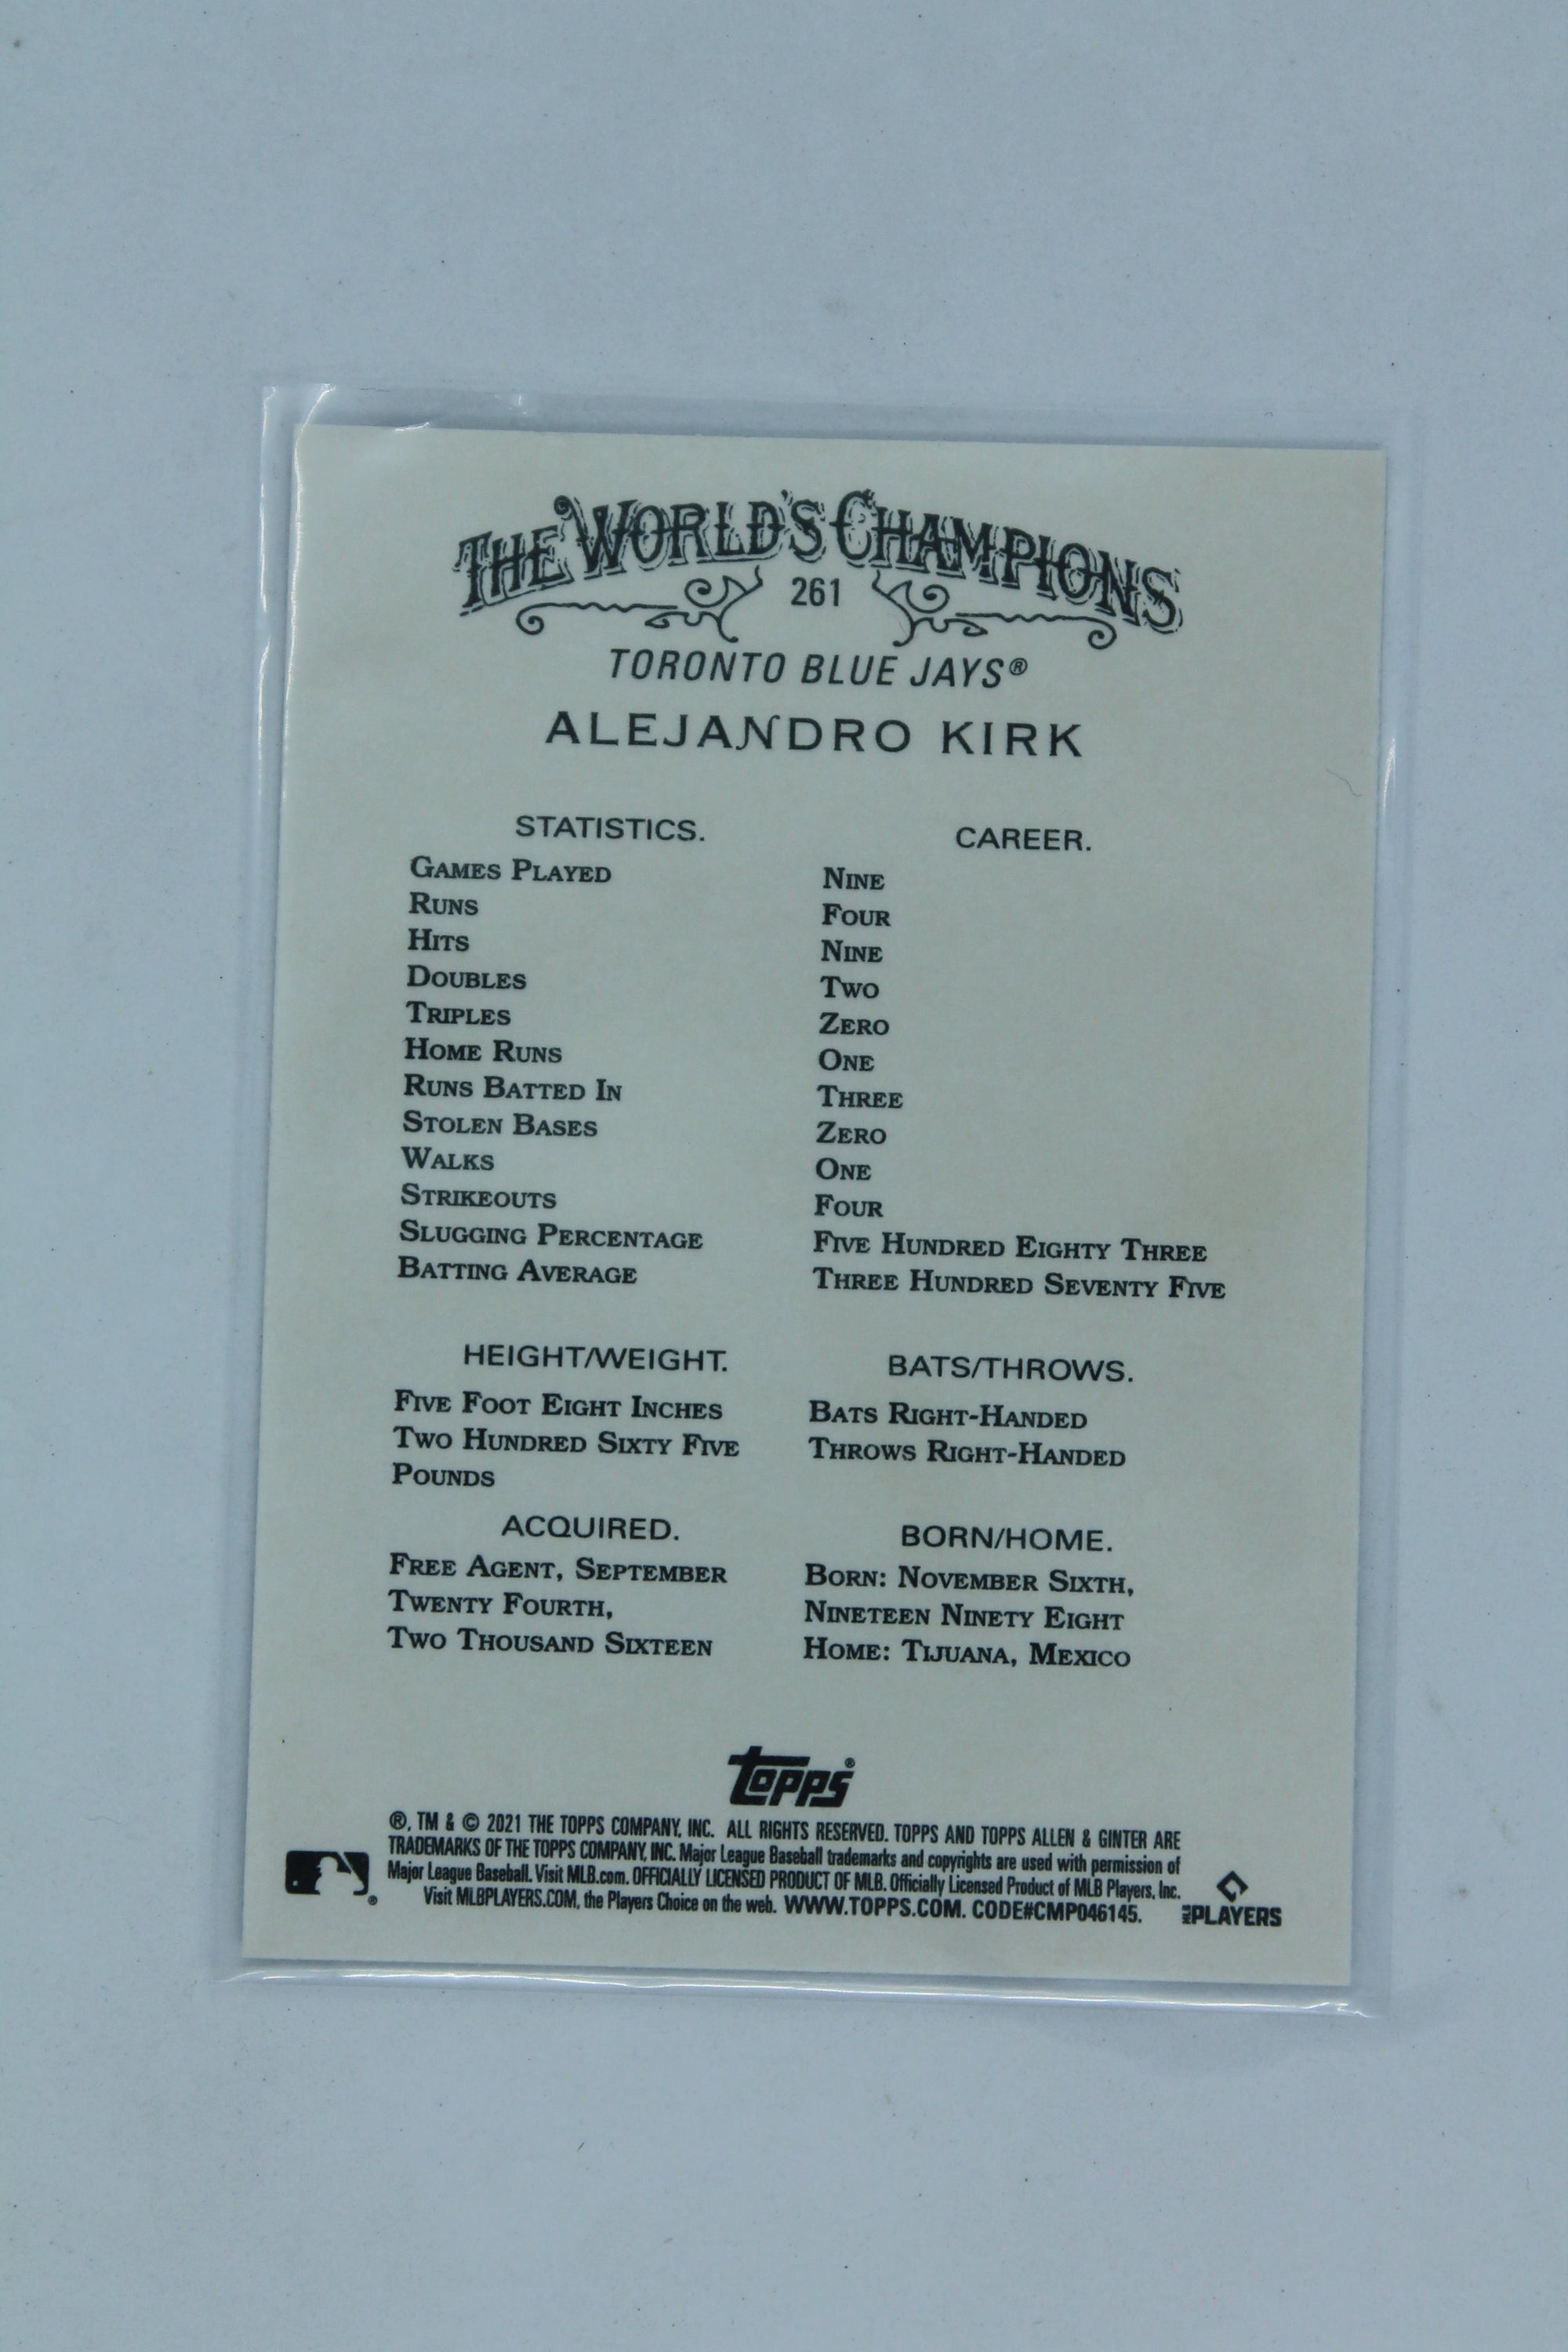 THE WORLD'S CHAMPIONS
261
TORONTO BLUE JAYS®
ALEJANDRO KIRK
STATISTICS. CAREER.
GAMES PLAYED NINE
RUNS FOUR
HITS NINE
DOUBLES TWO
TRIPLES ZERO
HOME RUNS ONE
RUNS BATTED IN THREE
STOLEN BASES ZERO
WALKS ONE
STRIKEOUTS FOUR
SLUGGING PERCENTAGE FIVE HUNDRED EIGHTY THREE
BATTING AVERAGE THREE HUNDRED SEVENTY FIVE
HEIGHT/WEIGHT.
FIVE FOOT EIGHT INCHES
TWO HUNDRED SIXTY FIVE
POUNDS
BATS/THROWS.
BATS RIGHT-HANDED
THROWS RIGHT-HANDED
ACQUIRED.
FREE AGENT, SEPTEMBER
TWENTY FOURTH,
TWO THOUSAND SIXTEEN
BORN/HOME.
BORN: NOVEMBER SIXTH,
NINETEEN NINETY EIGHT
HOME: TIJUANA, MEXICO
topps®
®, TM & © 2021 THE TOPPS COMPANY, INC. ALL RIGHTS RESERVED. TOPPS AND TOPPS ALLEN & GINTER ARE
TRADEMARKS OF THE TOPPS COMPANY, INC. Major League Baseball trademarks and copyrights are used with permission of
Major League Baseball. Visit MLB.com. OFFICIALLY LICENSED PRODUCT OF MLB. Officially Licensed Product of MLB Players, Inc.
Visit MLBPLAYERS.COM, the Players Choice on the web. WWW.TOPPS.COM. CODE#CMP046145.
MLB PLAYERS